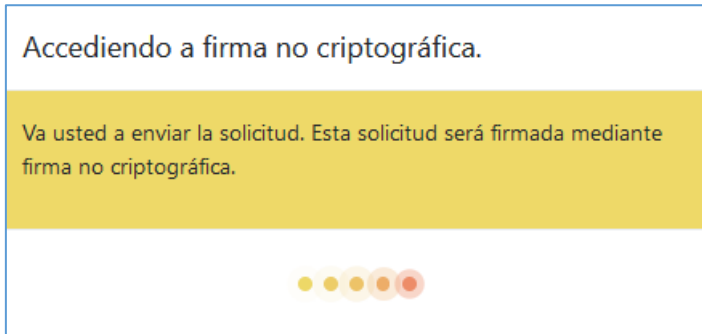 Accediendo a firma no criptográfica.
Va usted a enviar la solicitud. Esta solicitud será firmada mediante
firma no criptográfica.